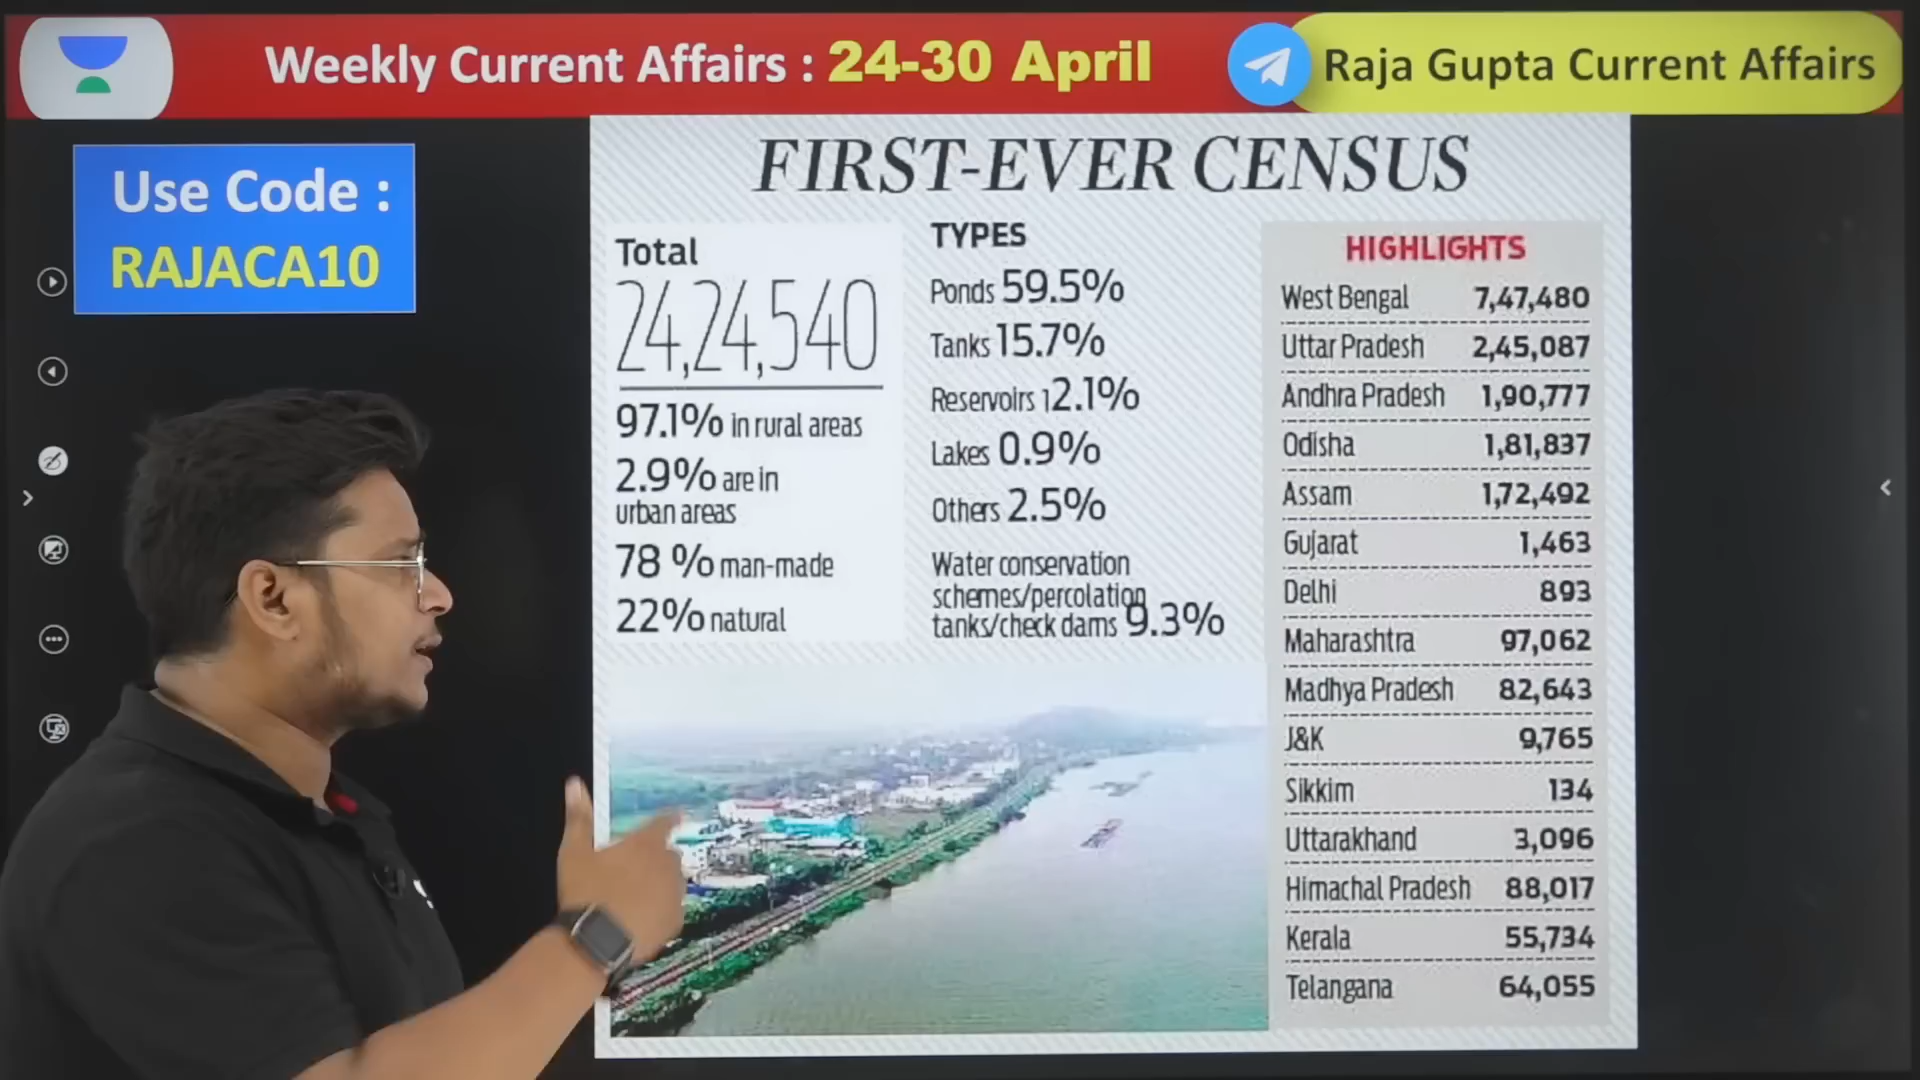 Weekly Current Affairs : 24-30 April
Raja Gupta Current Affairs
Use Code :
RAJACA10
FIRST-EVER CENSUS
Total
24,24,540
97.1% in rural areas
2.9% are in
urban areas
78 % man-made
22% natural
TYPES
Ponds 59.5%
Tanks 15.7%
Reservoirs 12.1%
Lakes 0.9%
Others 2.5%
Water conservation
schemes/percolation
tanks/check dams 9.3%
HIGHLIGHTS
West Bengal 7,47,480
Uttar Pradesh 2,45,087
Andhra Pradesh 1,90,777
Odisha 1,81,837
Assam 1,72,492
Gujarat 1,463
Delhi 893
Maharashtra 97,062
Madhya Pradesh 82,643
J&K 9,765
Sikkim 134
Uttarakhand 3,096
Himachal Pradesh 88,017
Kerala 55,734
Telangana 64,055